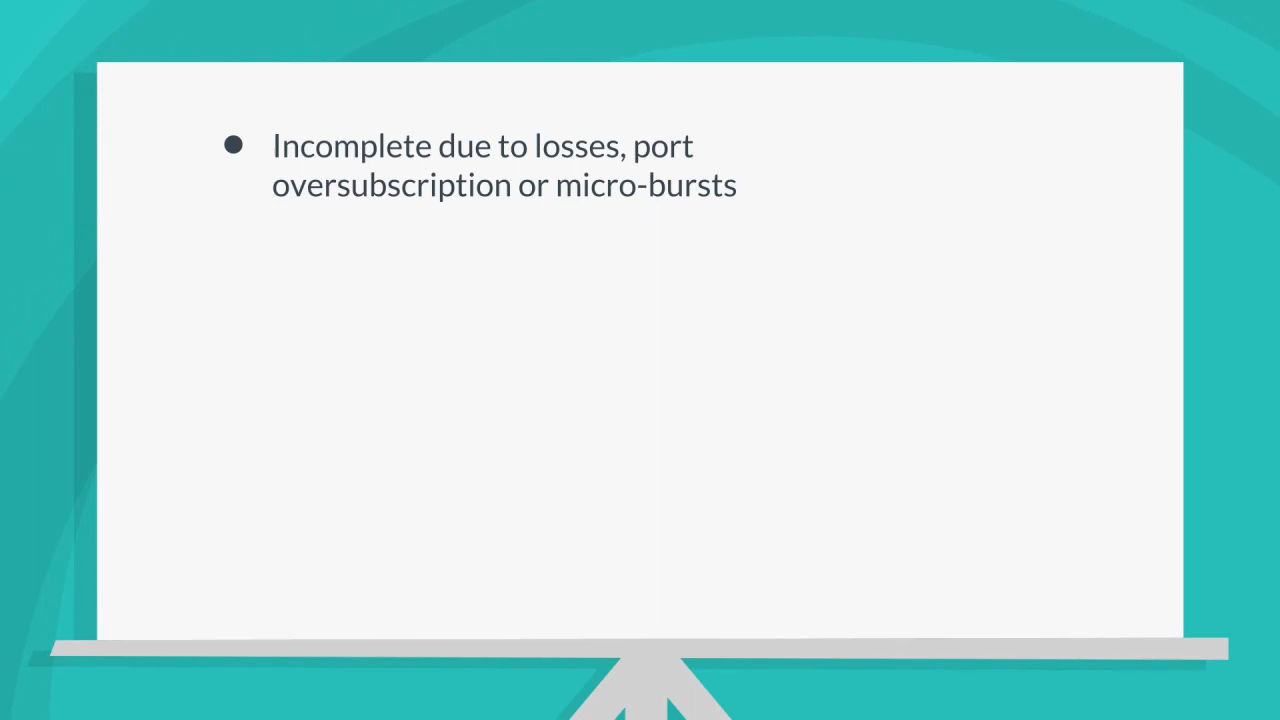 ● Incomplete due to losses, port
oversubscription or micro-bursts